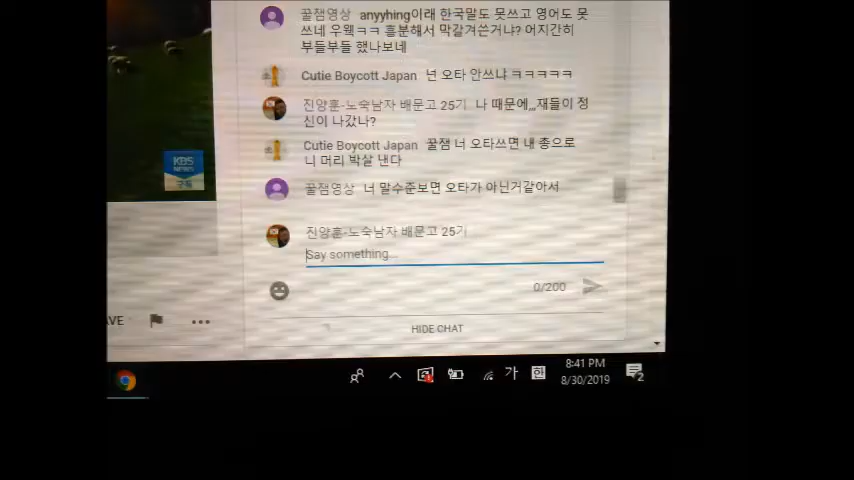 꿀잼영상 anyyhing이래 한국말도 못쓰고 영어도 못
쓰네 우웩ㅋㅋ 흥분해서 막갈겨쓴거냐? 어지간히
부들부들 했나보네
Cutie Boycott Japan 넌 오타 안쓰냐 ㅋㅋㅋㅋㅋ
진양훈-노숙남자 배문고 25기 나 때문에,,,재들이 정
신이 나갔나?
Cutie Boycott Japan 꿀잼 너 오타쓰면 내 총으로
니 머리 박살 낸다
꿀잼영상 너 말수준보면 오타가 아닌거같아서
KBS
NEWS
구독
진양훈-노숙남자 배문고 25기
Say something...
0/200
AVE
HIDE CHAT
가
한
8:41 PM
8/30/2019
2